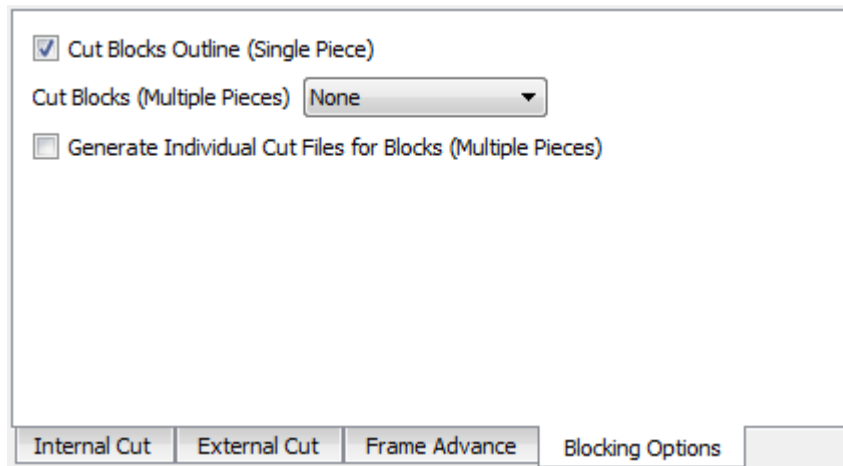 Cut Blocks Outline (Single Piece)
Cut Blocks (Multiple Pieces) None
Generate Individual Cut Files for Blocks (Multiple Pieces)
Internal Cut External Cut Frame Advance Blocking Options